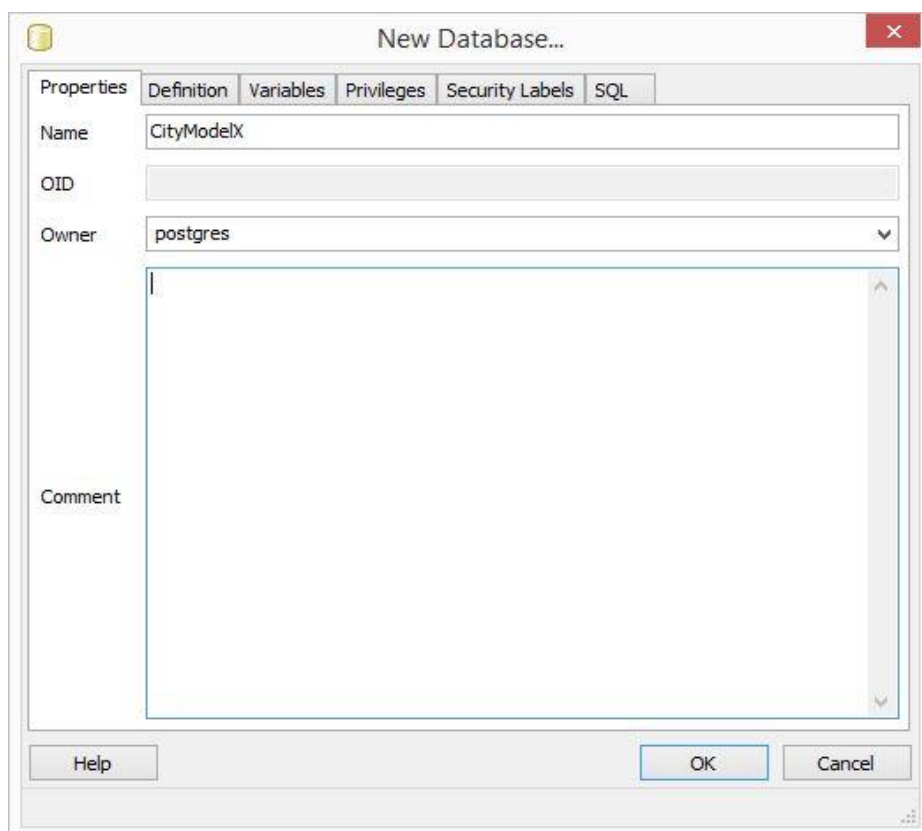 New Database...
Properties Definition Variables Privileges Security Labels SQL
Name CityModelX
OID
Owner postgres
Comment
Help OK Cancel